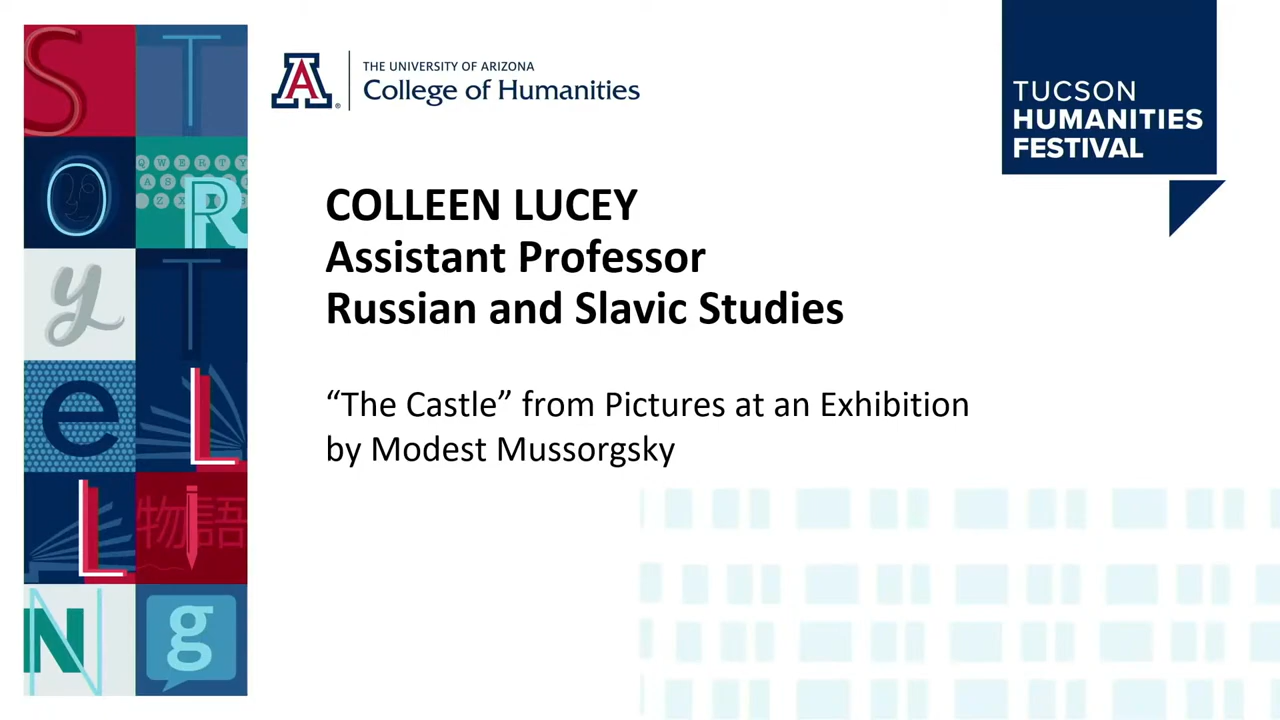 S T
O R
QWERTY
y T
e L
L I
物語
N g
A
THE UNIVERSITY OF ARIZONA
College of Humanities
TUCSON
HUMANITIES
FESTIVAL
COLLEEN LUCEY
Assistant Professor
Russian and Slavic Studies
“The Castle” from Pictures at an Exhibition
by Modest Mussorgsky